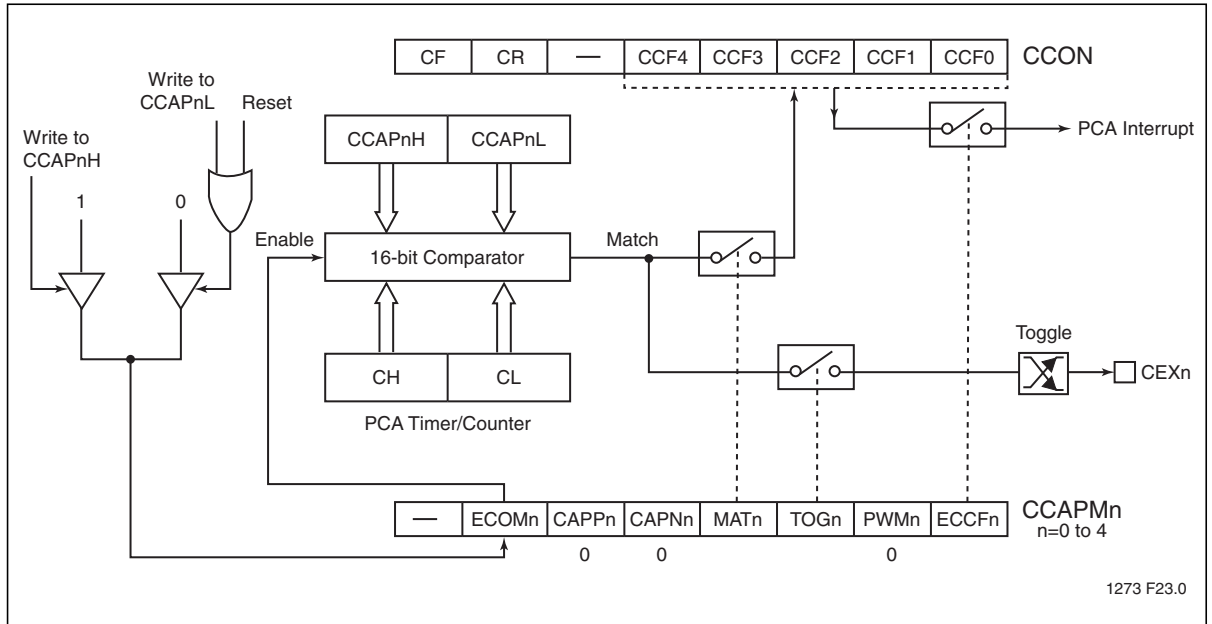 CF CR — CCF4 CCF3 CCF2 CCF1 CCF0 CCON
Write to
CCAPnL
Reset
Write to
CCAPnH
CCAPnH CCAPnL
PCA Interrupt
1 0
Enable
16-bit Comparator
Match
Toggle
CH CL
CEXn
PCA Timer/Counter
— ECOMn CAPPn CAPNn MATn TOGn PWMn ECCFn CCAPMn
n=0 to 4
0 0 0
1273 F23.0